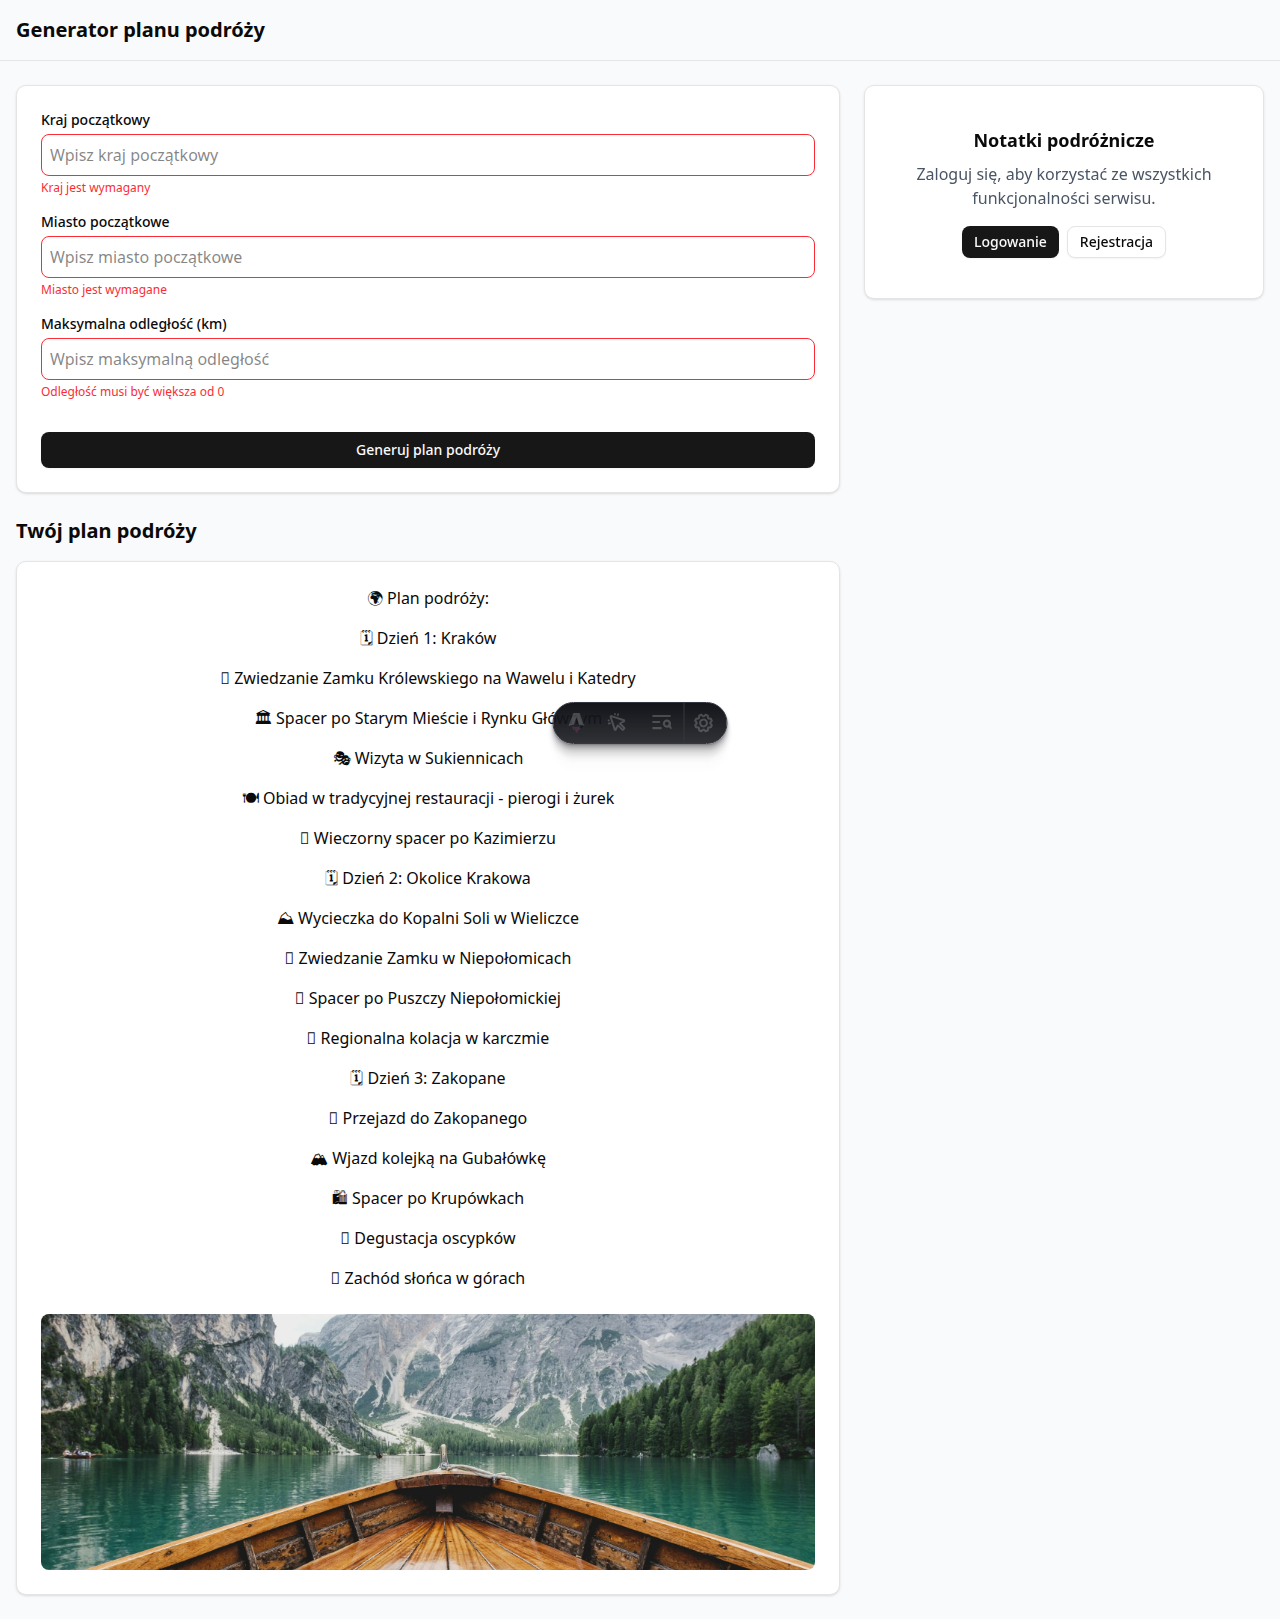 Generator planu podróży
Kraj początkowy
Wpisz kraj początkowy
Kraj jest wymagany
Miasto początkowe
Wpisz miasto początkowe
Miasto jest wymagane
Maksymalna odległość (km)
Wpisz maksymalną odległość
Odległość musi być większa od 0
Generuj plan podróży
Notatki podróżnicze
Zaloguj się, aby korzystać ze wszystkich
funkcjonalności serwisu.
Logowanie
Rejestracja
Twój plan podróży
🌍 Plan podróży:
🗓 Dzień 1: Kraków
Zwiedzanie Zamku Królewskiego na Wawelu i Katedry
🏛 Spacer po Starym Mieście i Rynku
🎭 Wizyta w Sukiennicach
🍽 Obiad w tradycyjnej restauracji - pierogi i żurek
Wieczorny spacer po Kazimierzu
🗓 Dzień 2: Okolice Krakowa
⛰ Wycieczka do Kopalni Soli w Wieliczce
Zwiedzanie Zamku w Niepołomicach
Spacer po Puszczy Niepołomickiej
Regionalna kolacja w karczmie
🗓 Dzień 3: Zakopane
Przejazd do Zakopanego
🏔 Wjazd kolejką na Gubałówkę
🛍 Spacer po Krupówkach
Degustacja oscypków
Zachód słońca w górach